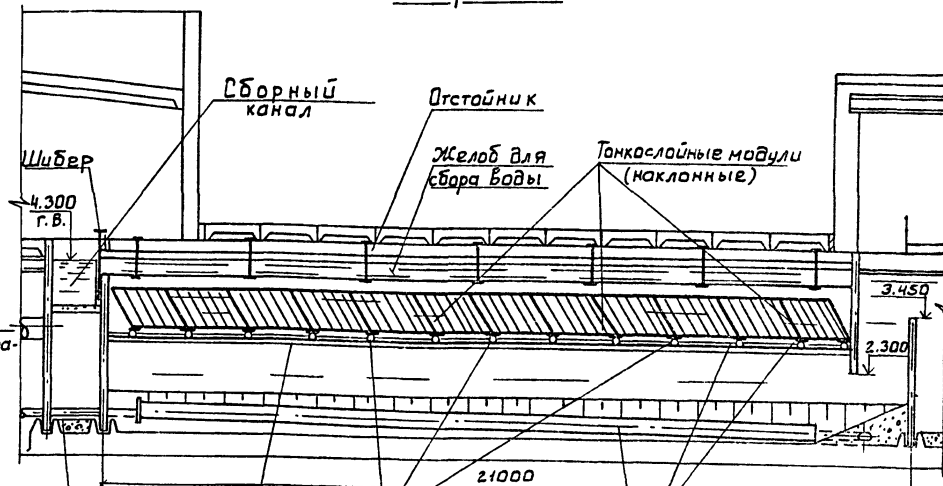 Сборный
канал
Отстойник
Шибер
Желоб для
сбора воды
Тонкослойные модули
(наклонные)
4.300
Г.В.
3.450
2.300
а-
21000